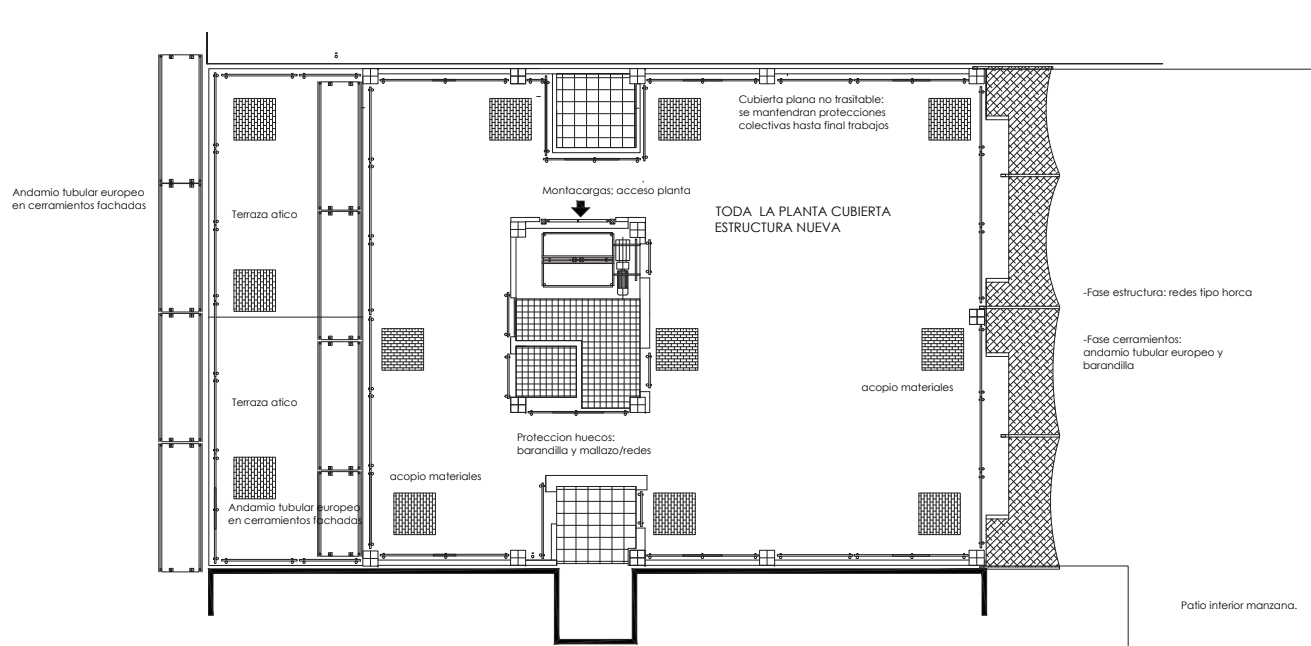 Cubierta plana no trasitable:
se mantendran protecciones
colectivas hasta final trabajos
Andamio tubular europeo
en cerramientos fachadas
Montacargas; acceso planta
Terraza atico
TODA LA PLANTA CUBIERTA
ESTRUCTURA NUEVA
-Fase estructura: redes tipo horca
-Fase cerramientos:
andamio tubular europeo y
barandilla
acopio materiales
Terraza atico
Proteccion huecos:
barandilla y mallazo/redes
acopio materiales
Andamio tubular europeo
en cerramientos fachadas
Patio interior manzana.